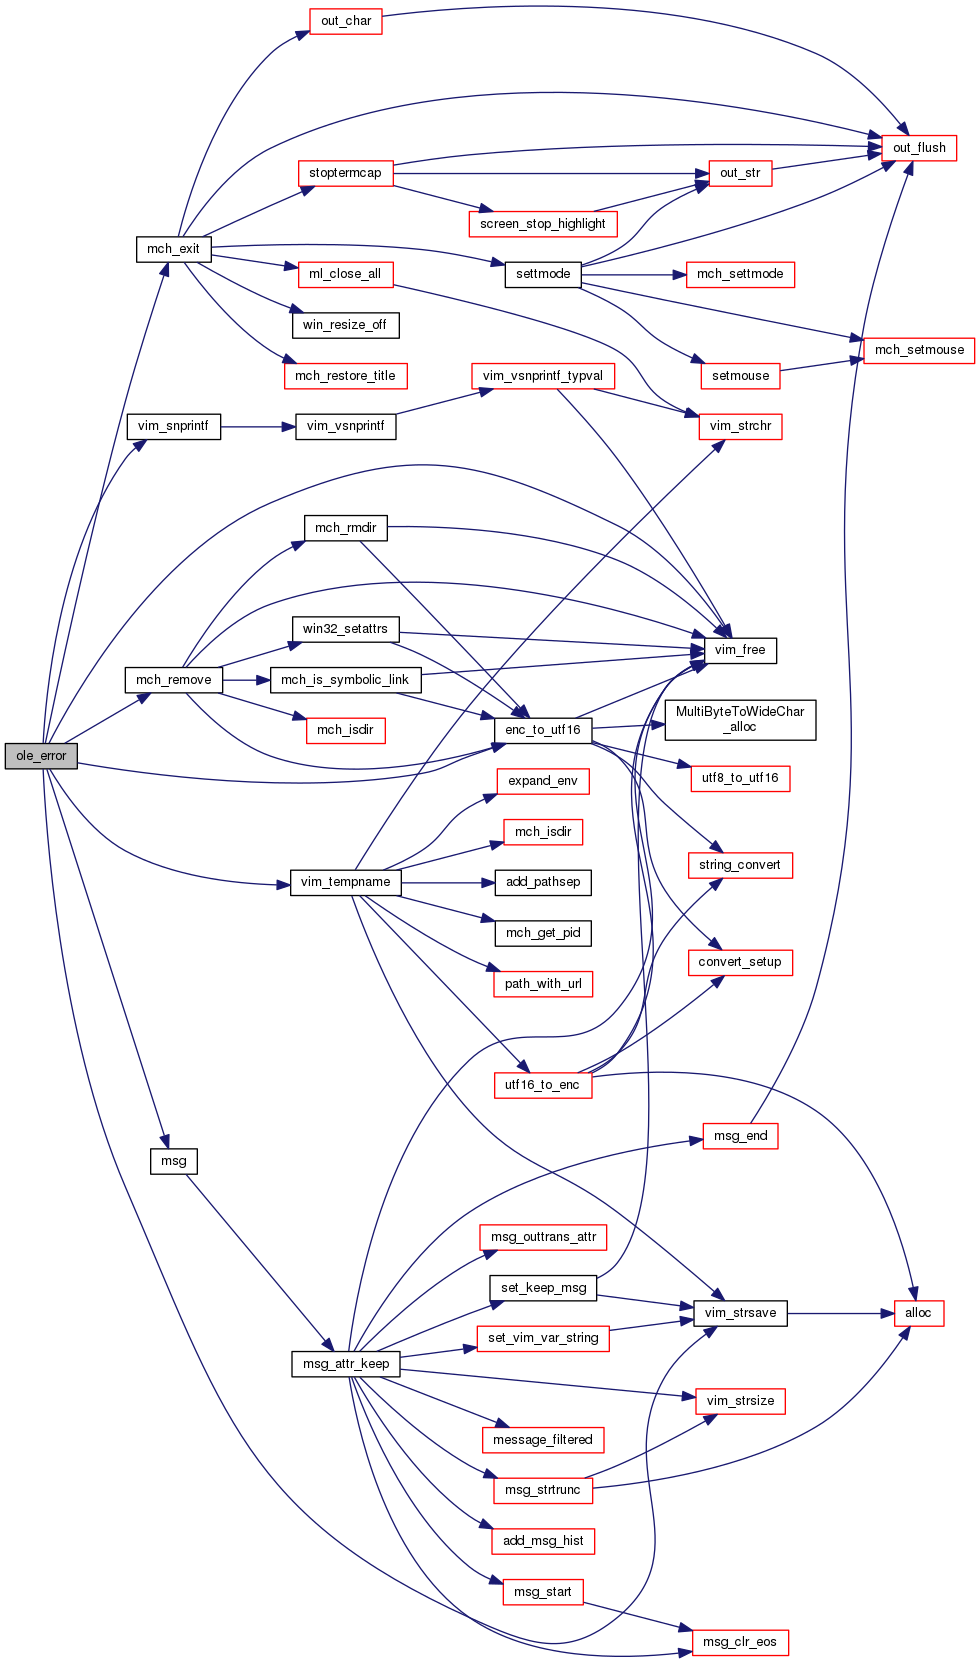 out_char
out_flush
stoptermcap
out_str
screen_stop_highlight
mch_exit
settmode
ml_close_all
mch_settmode
win_resize_off
mch_setmouse
mch_restore_title
vim_vsnprintf_typval
setmouse
vim_snprintf
vim_vsnprintf
vim_strchr
mch_rmdir
win32_setattrs
vim_free
mch_remove
mch_is_symbolic_link
MultiByteToWideChar
_alloc
mch_isdir
enc_to_utf16
ole_error
expand_env
utf8_to_utf16
mch_isdir
string_convert
vim_tempname
add_pathsep
mch_get_pid
convert_setup
path_with_url
utf16_to_enc
msg_end
msg
msg_outtrans_attr
set_keep_msg
vim_strsave
alloc
set_vim_var_string
msg_attr_keep
vim_strsize
message_filtered
msg_strtrunc
add_msg_hist
msg_start
msg_clr_eos